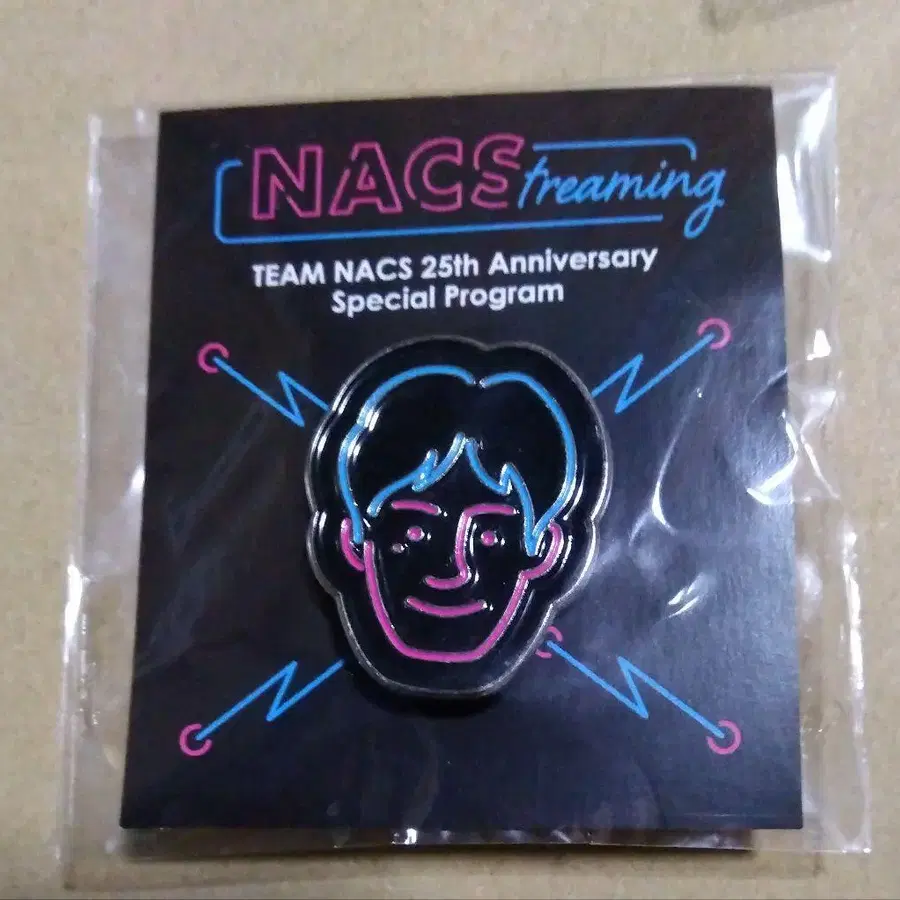 NACStreaming
TEAM NACS 25th Anniversary
Special Program